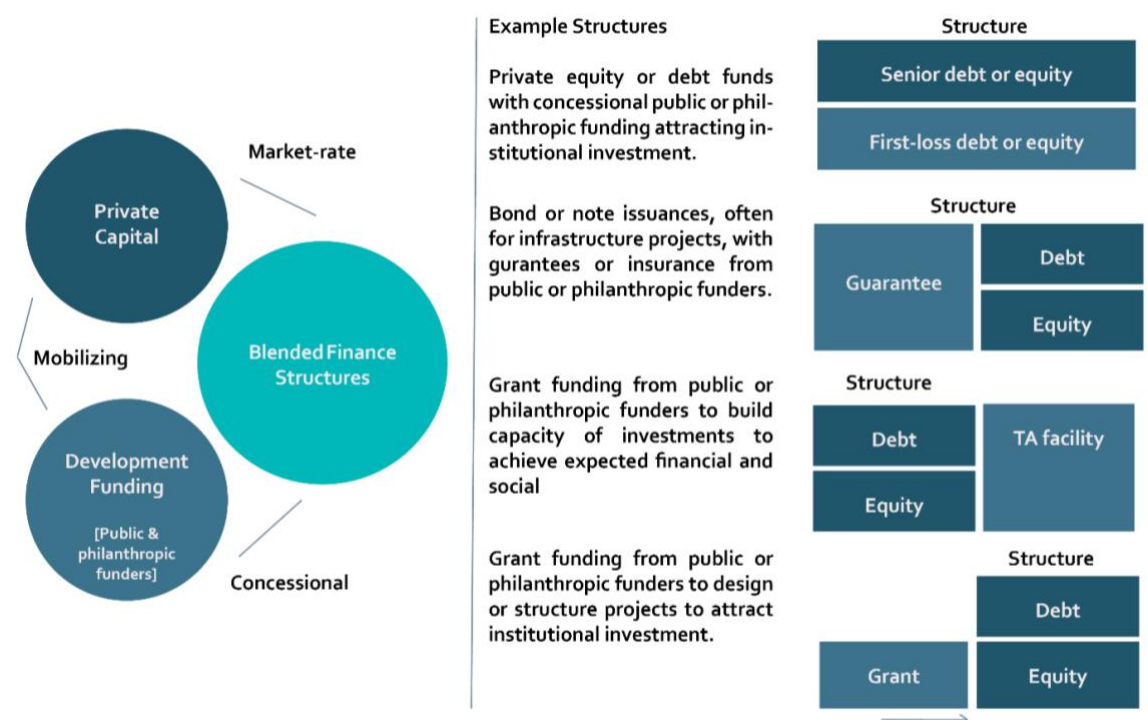 Market-rate
Private
Capital
Blended Finance
Structures
Mobilizing
Development
Funding
[Public &
philanthropic
funders]
Concessional
Example Structures
Structure
Private equity or debt funds
with concessional public or phil-
anthropic funding attracting in-
stitutional investment.
Senior debt or equity
First-loss debt or equity
Bond or note issuances, often
for infrastructure projects, with
gurantees or insurance from
public or philanthropic funders.
Structure
Guarantee
Debt
Equity
Grant funding from public or
philanthropic funders to build
capacity of investments to
achieve expected financial and
social
Structure
Debt
Equity
TA facility
Grant funding from public or
philanthropic funders to design
or structure projects to attract
institutional investment.
Structure
Debt
Grant
Equity